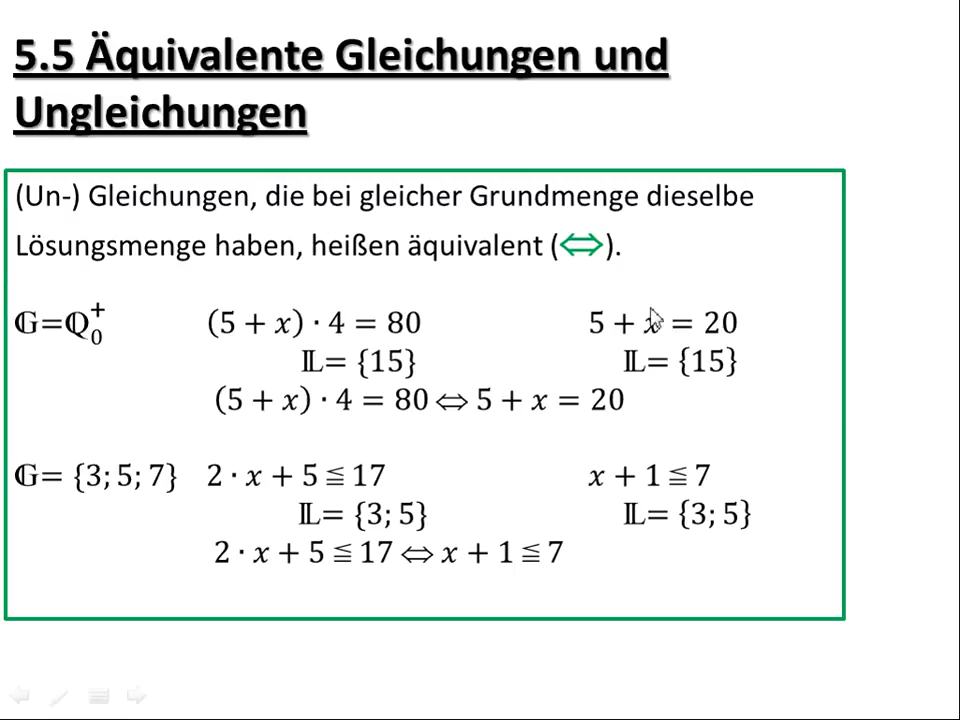 5.5 Äquivalente Gleichungen und
Ungleichungen
(Un-) Gleichungen, die bei gleicher Grundmenge dieselbe
Lösungsmenge haben, heißen äquivalent (⇔).
𝔾=ℚ₀⁺ (5 + x) · 4 = 80 5 + x = 20
𝕃= {15} 𝕃= {15}
(5 + x) · 4 = 80 ⇔ 5 + x = 20
𝔾= {3; 5; 7} 2 · x + 5 ≦ 17 x + 1 ≦ 7
𝕃= {3; 5} 𝕃= {3; 5}
2 · x + 5 ≦ 17 ⇔ x + 1 ≦ 7